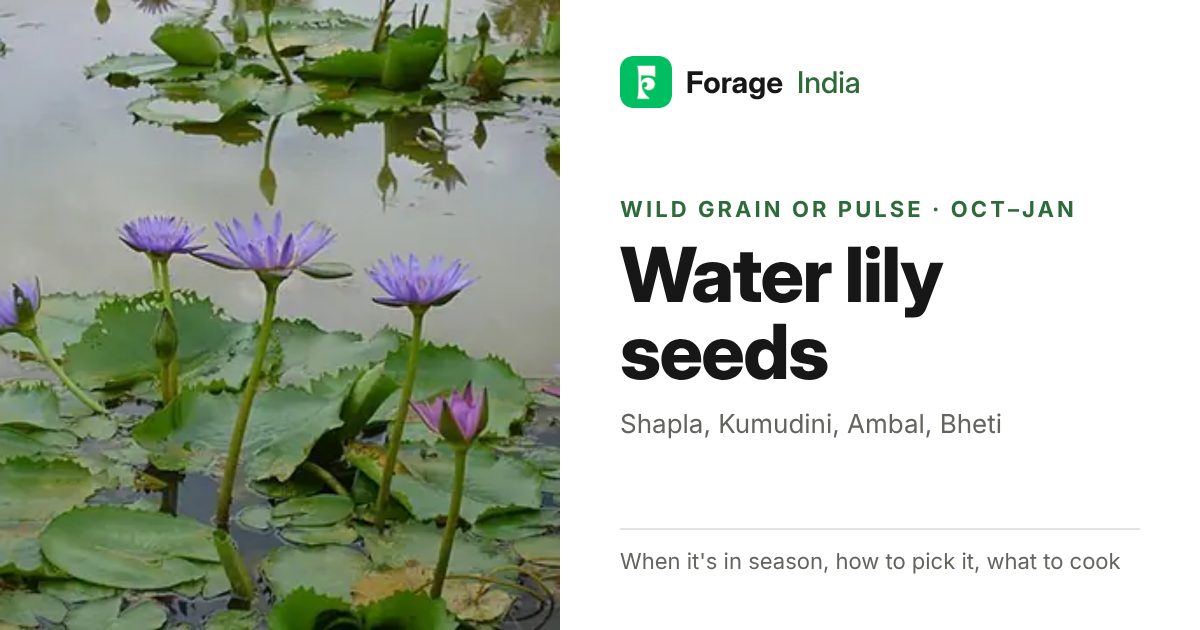 Forage India
WILD GRAIN OR PULSE · OCT–JAN
Water lily
seeds
Shapla, Kumudini, Ambal, Bheti
When it's in season, how to pick it, what to cook